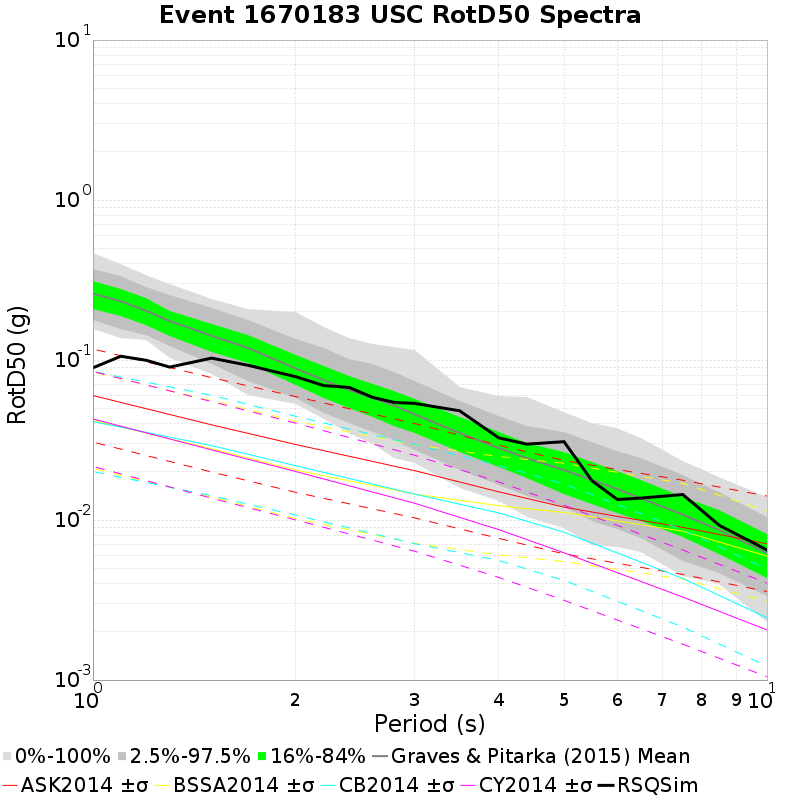 Event 1670183 USC RotD50 Spectra
RotD50 (g)
10^1
10^0
10^-1
10^-2
10^-3
10^0 2 3 4 5 6 7 8 9 10^1
Period (s)
0%-100% 2.5%-97.5% 16%-84% Graves & Pitarka (2015) Mean
ASK2014 ±σ BSSA2014 ±σ CB2014 ±σ CY2014 ±σ RSQSim